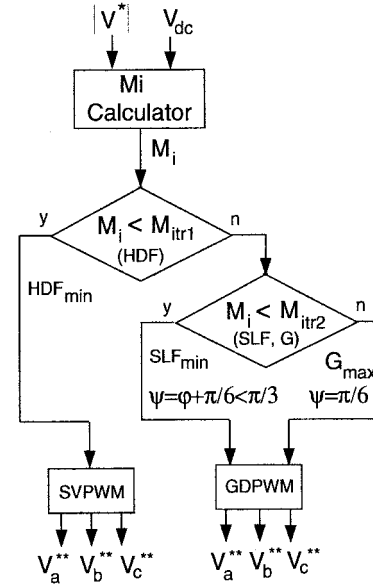 |V*| V_dc
Mi
Calculator
M_i
y n
M_i < M_itr1
(HDF)
HDF_min
y n
M_i < M_itr2
(SLF, G)
SLF_min G_max
ψ=φ+π/6<π/3 ψ=π/6
SVPWM GDPWM
V_a** V_b** V_c** V_a** V_b** V_c**